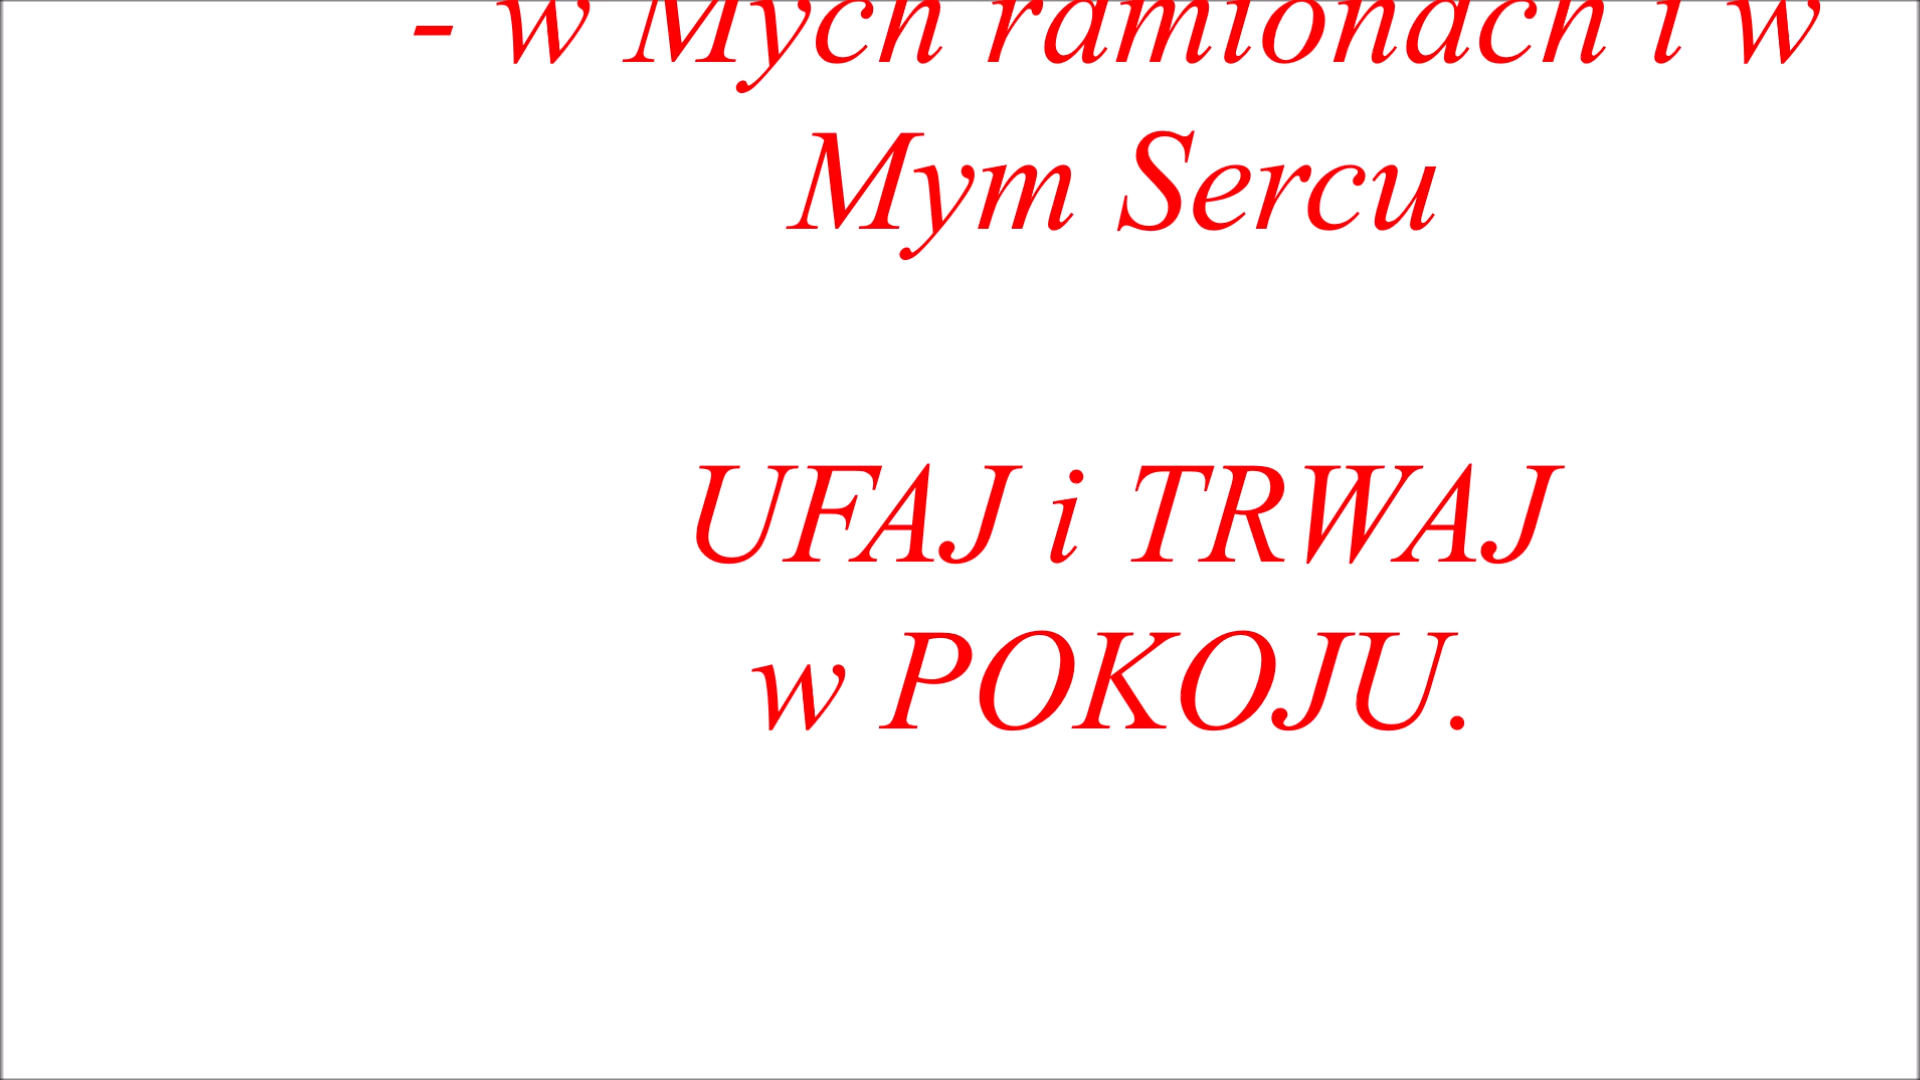 - w Mych ramionach i w
Mym Sercu
UFAJ i TRWAJ
w POKOJU.